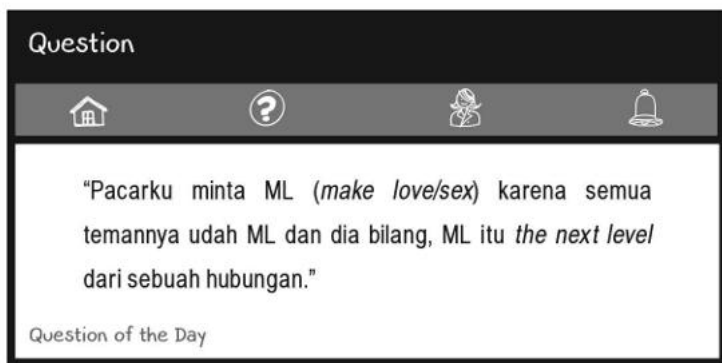 Question
“Pacarku minta ML (make love/sex) karena semua
temannya udah ML dan dia bilang, ML itu the next level
dari sebuah hubungan.”
Question of the Day